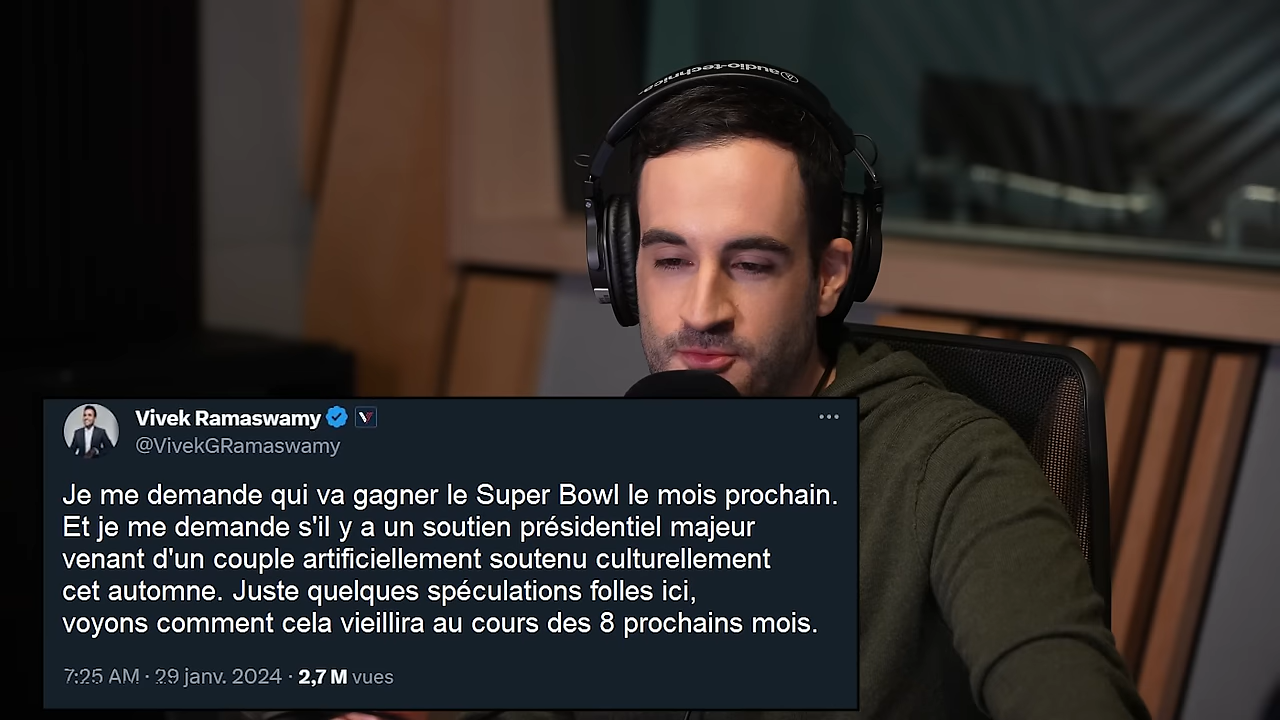 audio-technica
Vivek Ramaswamy
@VivekGRamaswamy
Je me demande qui va gagner le Super Bowl le mois prochain.
Et je me demande s'il y a un soutien présidentiel majeur
venant d'un couple artificiellement soutenu culturellement
cet automne. Juste quelques spéculations folles ici,
voyons comment cela vieillira au cours des 8 prochains mois.
7:25 AM · 29 janv. 2024 · 2,7 M vues